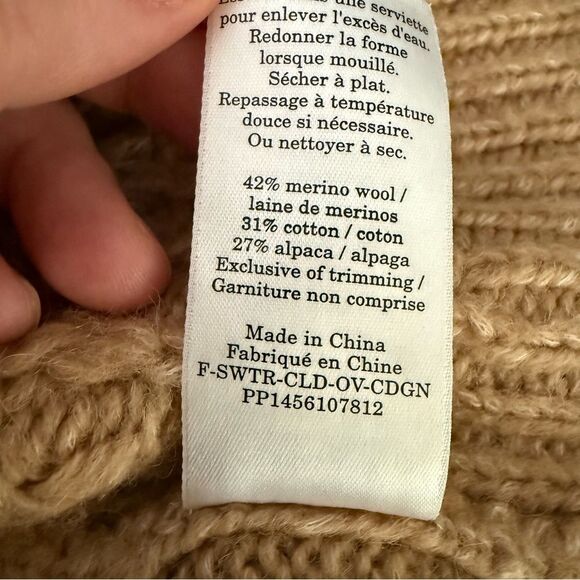 une serviette
pour enlever l'excès d'eau.
Redonner la forme
lorsque mouillé.
Sécher à plat.
Repassage à température
douce si nécessaire.
Ou nettoyer à sec.
42% merino wool /
laine de merinos
31% cotton / coton
27% alpaca / alpaga
Exclusive of trimming /
Garniture non comprise
Made in China
Fabriqué en Chine
F-SWTR-CLD-OV-CDGN
PP1456107812